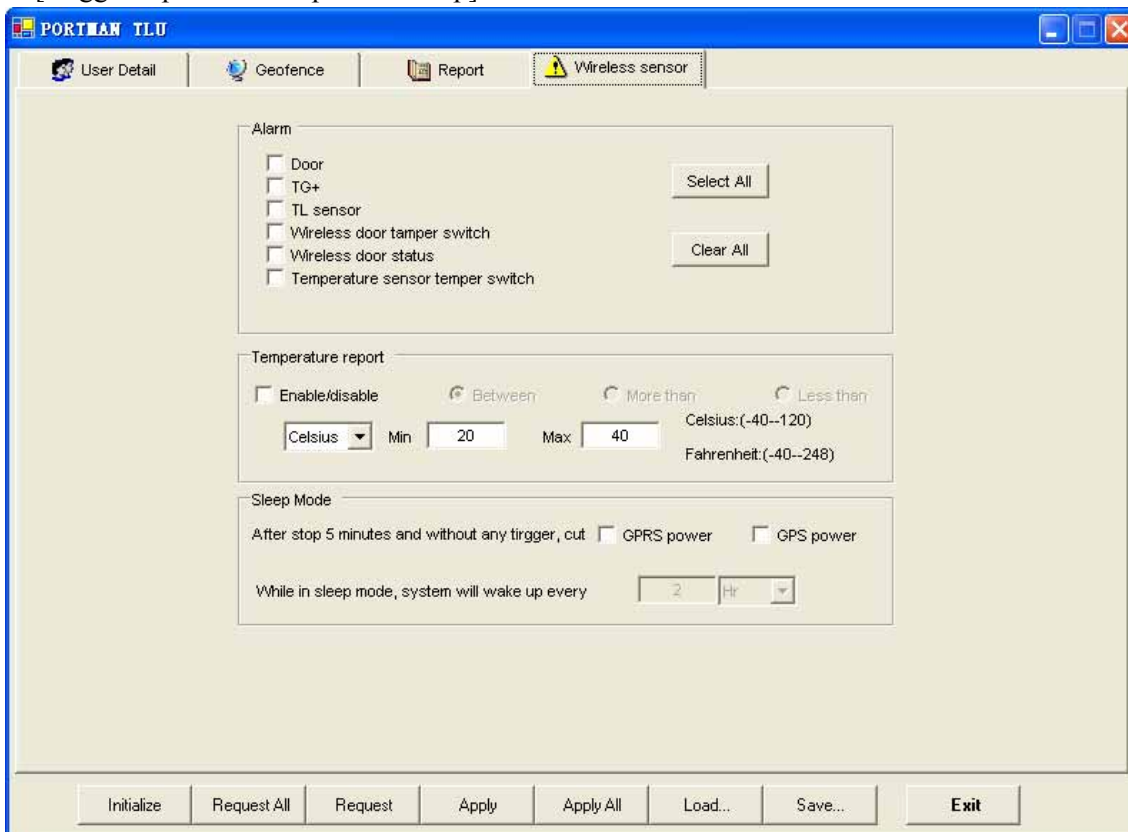 PORTMAN TLU
User Detail Geofence Report Wireless sensor
Alarm
Door
TG+
TL sensor
Wireless door tamper switch
Wireless door status
Temperature sensor temper switch
Select All
Clear All
Temperature report
Enable/disable Between More than Less than
Celsius Min 20 Max 40 Celsius:(-40--120)
Fahrenheit:(-40--248)
Sleep Mode
After stop 5 minutes and without any tirgger, cut GPRS power GPS power
While in sleep mode, system will wake up every 2 Hr
Initialize Request All Request Apply Apply All Load... Save... Exit